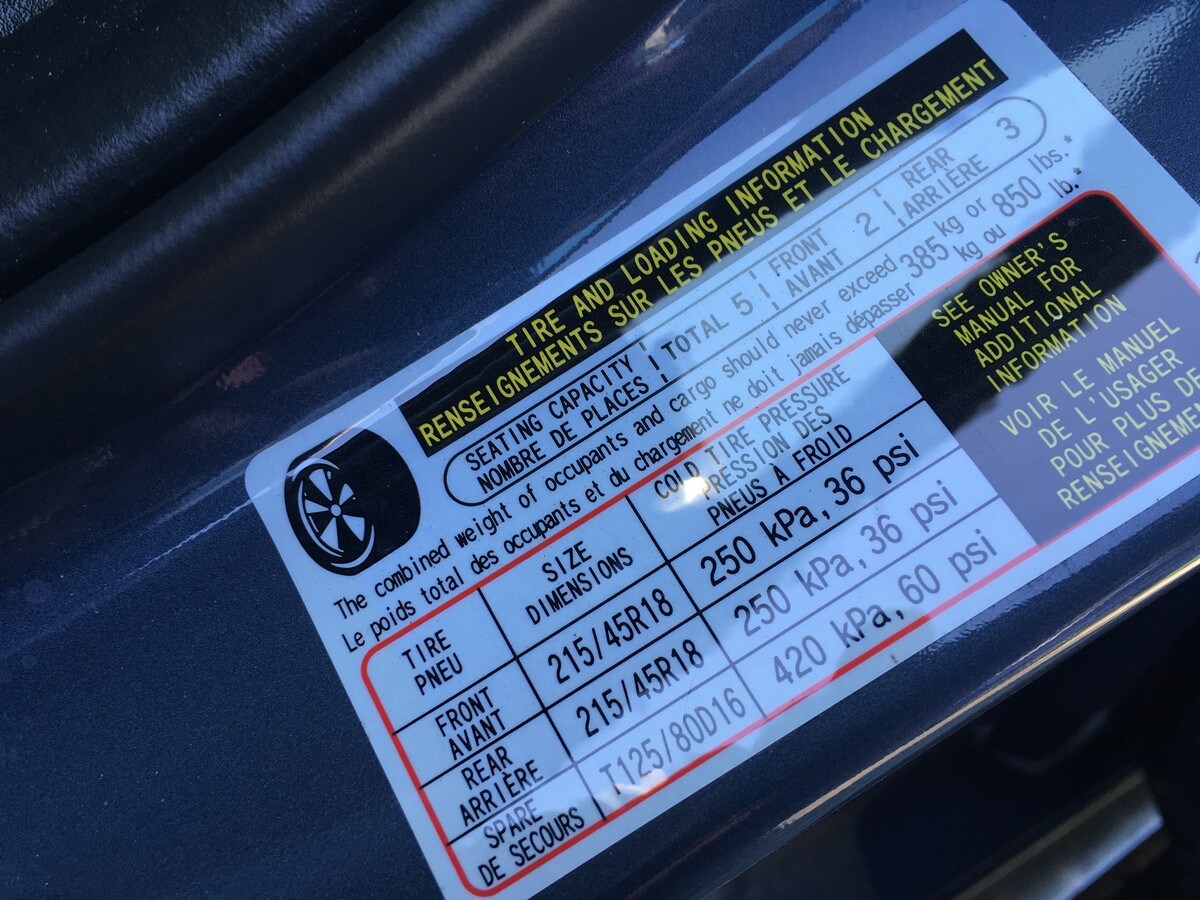 TIRE AND LOADING INFORMATION
RENSEIGNEMENTS SUR LES PNEUS ET LE CHARGEMENT
SEATING CAPACITY
NOMBRE DE PLACES
TOTAL 5
FRONT
AVANT
2
REAR
ARRIÈRE
3
The combined weight of occupants and cargo should never exceed 385 kg or 850 lbs.*
Le poids total des occupants et du chargement ne doit jamais dépasser 385 kg ou 850 lb.*
TIRE
PNEU
SIZE
DIMENSIONS
COLD TIRE PRESSURE
PRESSION DES
PNEUS À FROID
FRONT
AVANT
215/45R18
250 kPa, 36 psi
REAR
ARRIÈRE
215/45R18
250 kPa, 36 psi
SPARE
DE SECOURS
T125/80D16
420 kPa, 60 psi
SEE OWNER'S
MANUAL FOR
ADDITIONAL
INFORMATION
VOIR LE MANUEL
DE L'USAGER
POUR PLUS DE
RENSEIGNEME